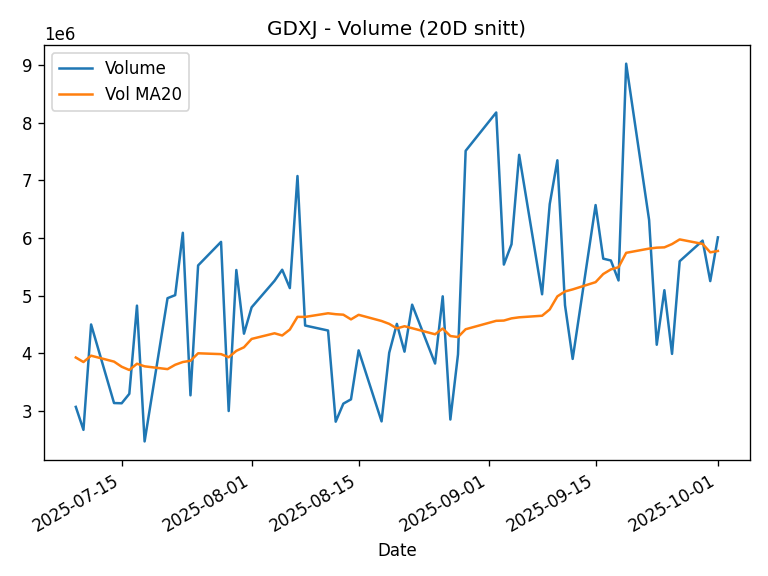 GDXJ - Volume (20D snitt)
1e6
Volume
Vol MA20
9
8
7
6
5
4
3
2025-07-15
2025-08-01
2025-08-15
2025-09-01
2025-09-15
2025-10-01
Date